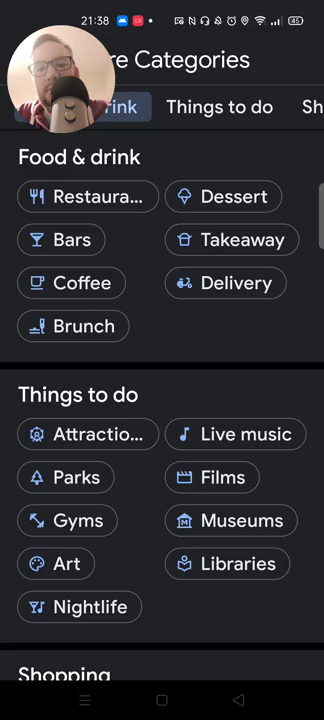 21:38
45
re Categories
rink
Things to do
Sh
Food & drink
Restaura...
Dessert
Bars
Takeaway
Coffee
Delivery
Brunch
Things to do
Attractio...
Live music
Parks
Films
Gyms
Museums
Art
Libraries
Nightlife
Shopping